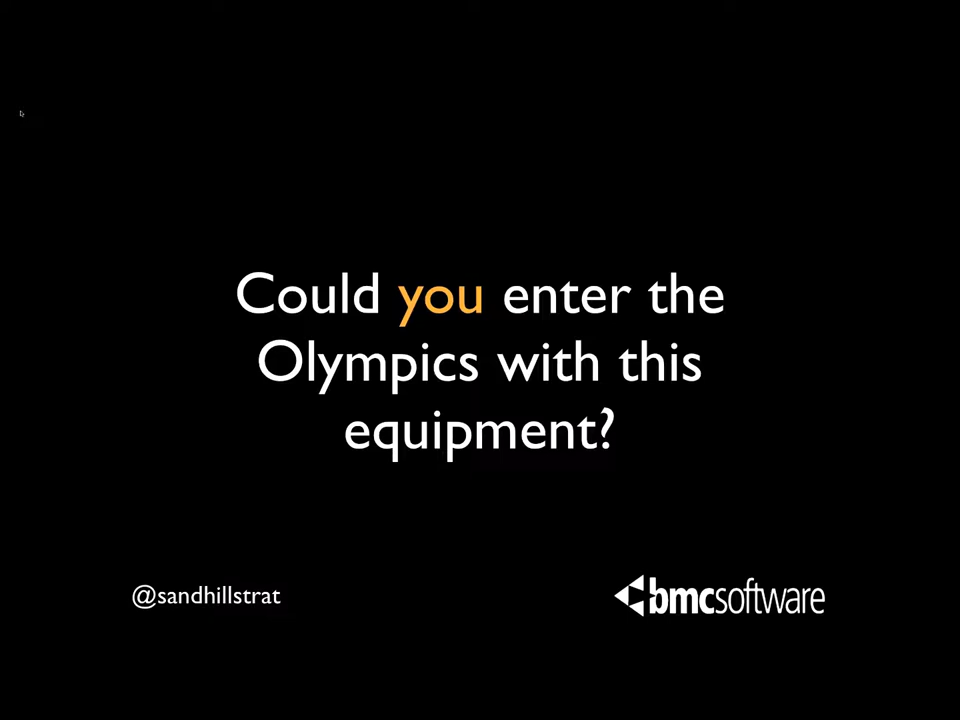 Could you enter the
Olympics with this
equipment?
@sandhillstrat
bmcsoftware